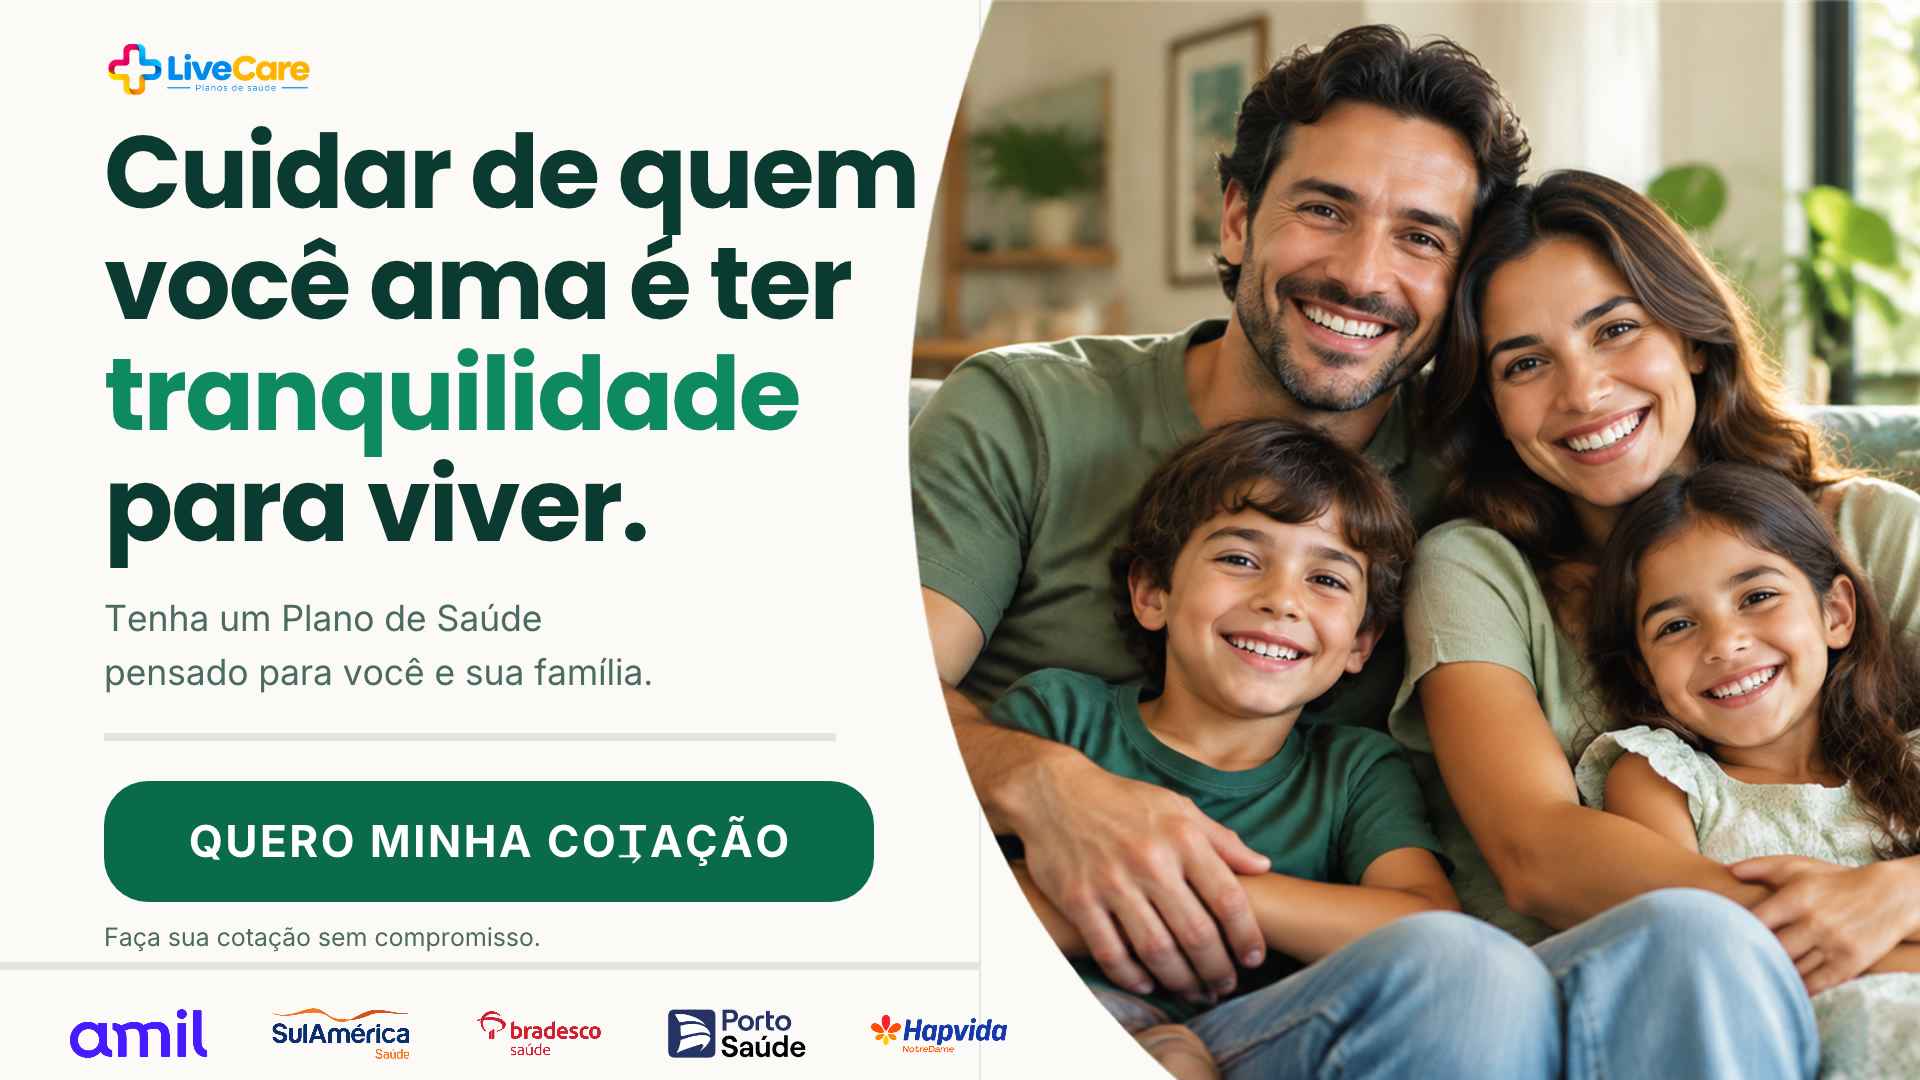 LiveCare
Planos de saúde
Cuidar de quem
você ama é ter
tranquilidade
para viver.
Tenha um Plano de Saúde
pensado para você e sua família.
QUERO MINHA COTAÇÃO
→
Faça sua cotação sem compromisso.
amil
SulAmérica
Saúde
bradesco
saúde
Porto
Saúde
Hapvida
NotreDame